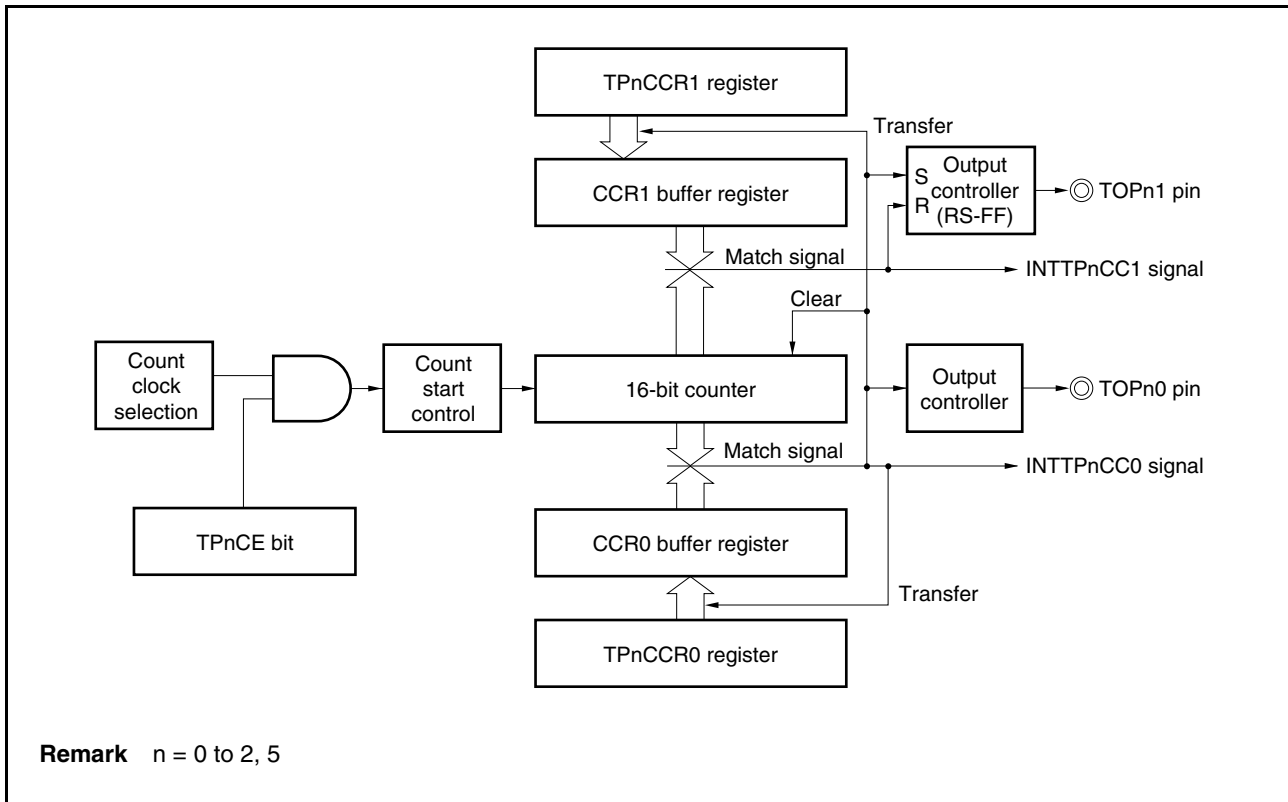 TPnCCR1 register
Transfer
CCR1 buffer register
S
R
Output
controller
(RS-FF)
TOPn1 pin
Match signal
INTTPnCC1 signal
Clear
Count
clock
selection
Count
start
control
16-bit counter
Output
controller
TOPn0 pin
Match signal
INTTPnCC0 signal
TPnCE bit
CCR0 buffer register
Transfer
TPnCCR0 register
Remark n = 0 to 2, 5